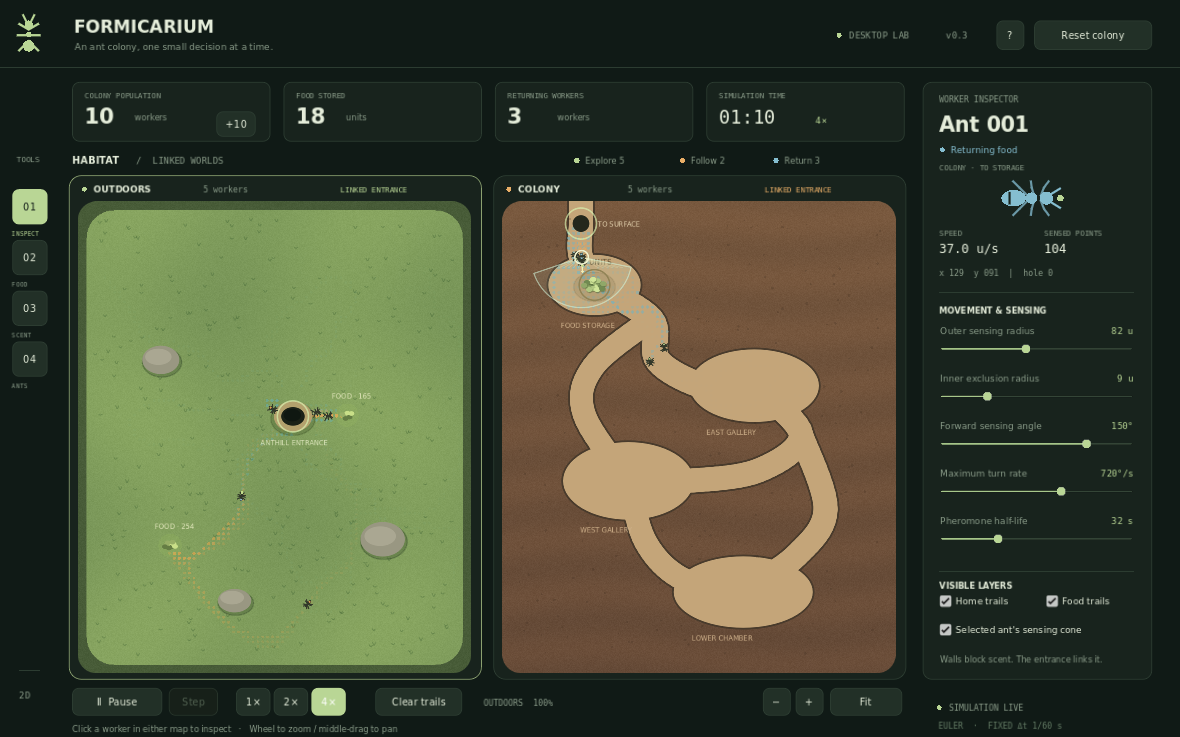 FORMICARIUM
An ant colony, one small decision at a time.
DESKTOP LAB v0.3 ? Reset colony
COLONY POPULATION
10 workers
+10
FOOD STORED
18 units
RETURNING WORKERS
3 workers
SIMULATION TIME
01:10 4×
TOOLS
01
INSPECT
02
FOOD
03
SCENT
04
ANTS
2D
HABITAT / LINKED WORLDS
Explore 5 Follow 2 Return 3
OUTDOORS 5 workers LINKED ENTRANCE
FOOD · 165
ANTHILL ENTRANCE
FOOD · 254
COLONY 5 workers LINKED ENTRANCE
TO SURFACE
FOOD STORAGE
EAST GALLERY
WEST GALLERY
LOWER CHAMBER
WORKER INSPECTOR
Ant 001
Returning food
COLONY · TO STORAGE
SPEED SENSED POINTS
37.0 u/s 104
x 129 y 091 | hole 0
MOVEMENT & SENSING
Outer sensing radius 82 u
Inner exclusion radius 9 u
Forward sensing angle 150°
Maximum turn rate 720°/s
Pheromone half-life 32 s
VISIBLE LAYERS
Home trails Food trails
Selected ant's sensing cone
Walls block scent. The entrance links it.
Pause Step 1× 2× 4× Clear trails OUTDOORS 100% − + Fit
Click a worker in either map to inspect · Wheel to zoom / middle-drag to pan
SIMULATION LIVE
EULER · FIXED Δt 1/60 s